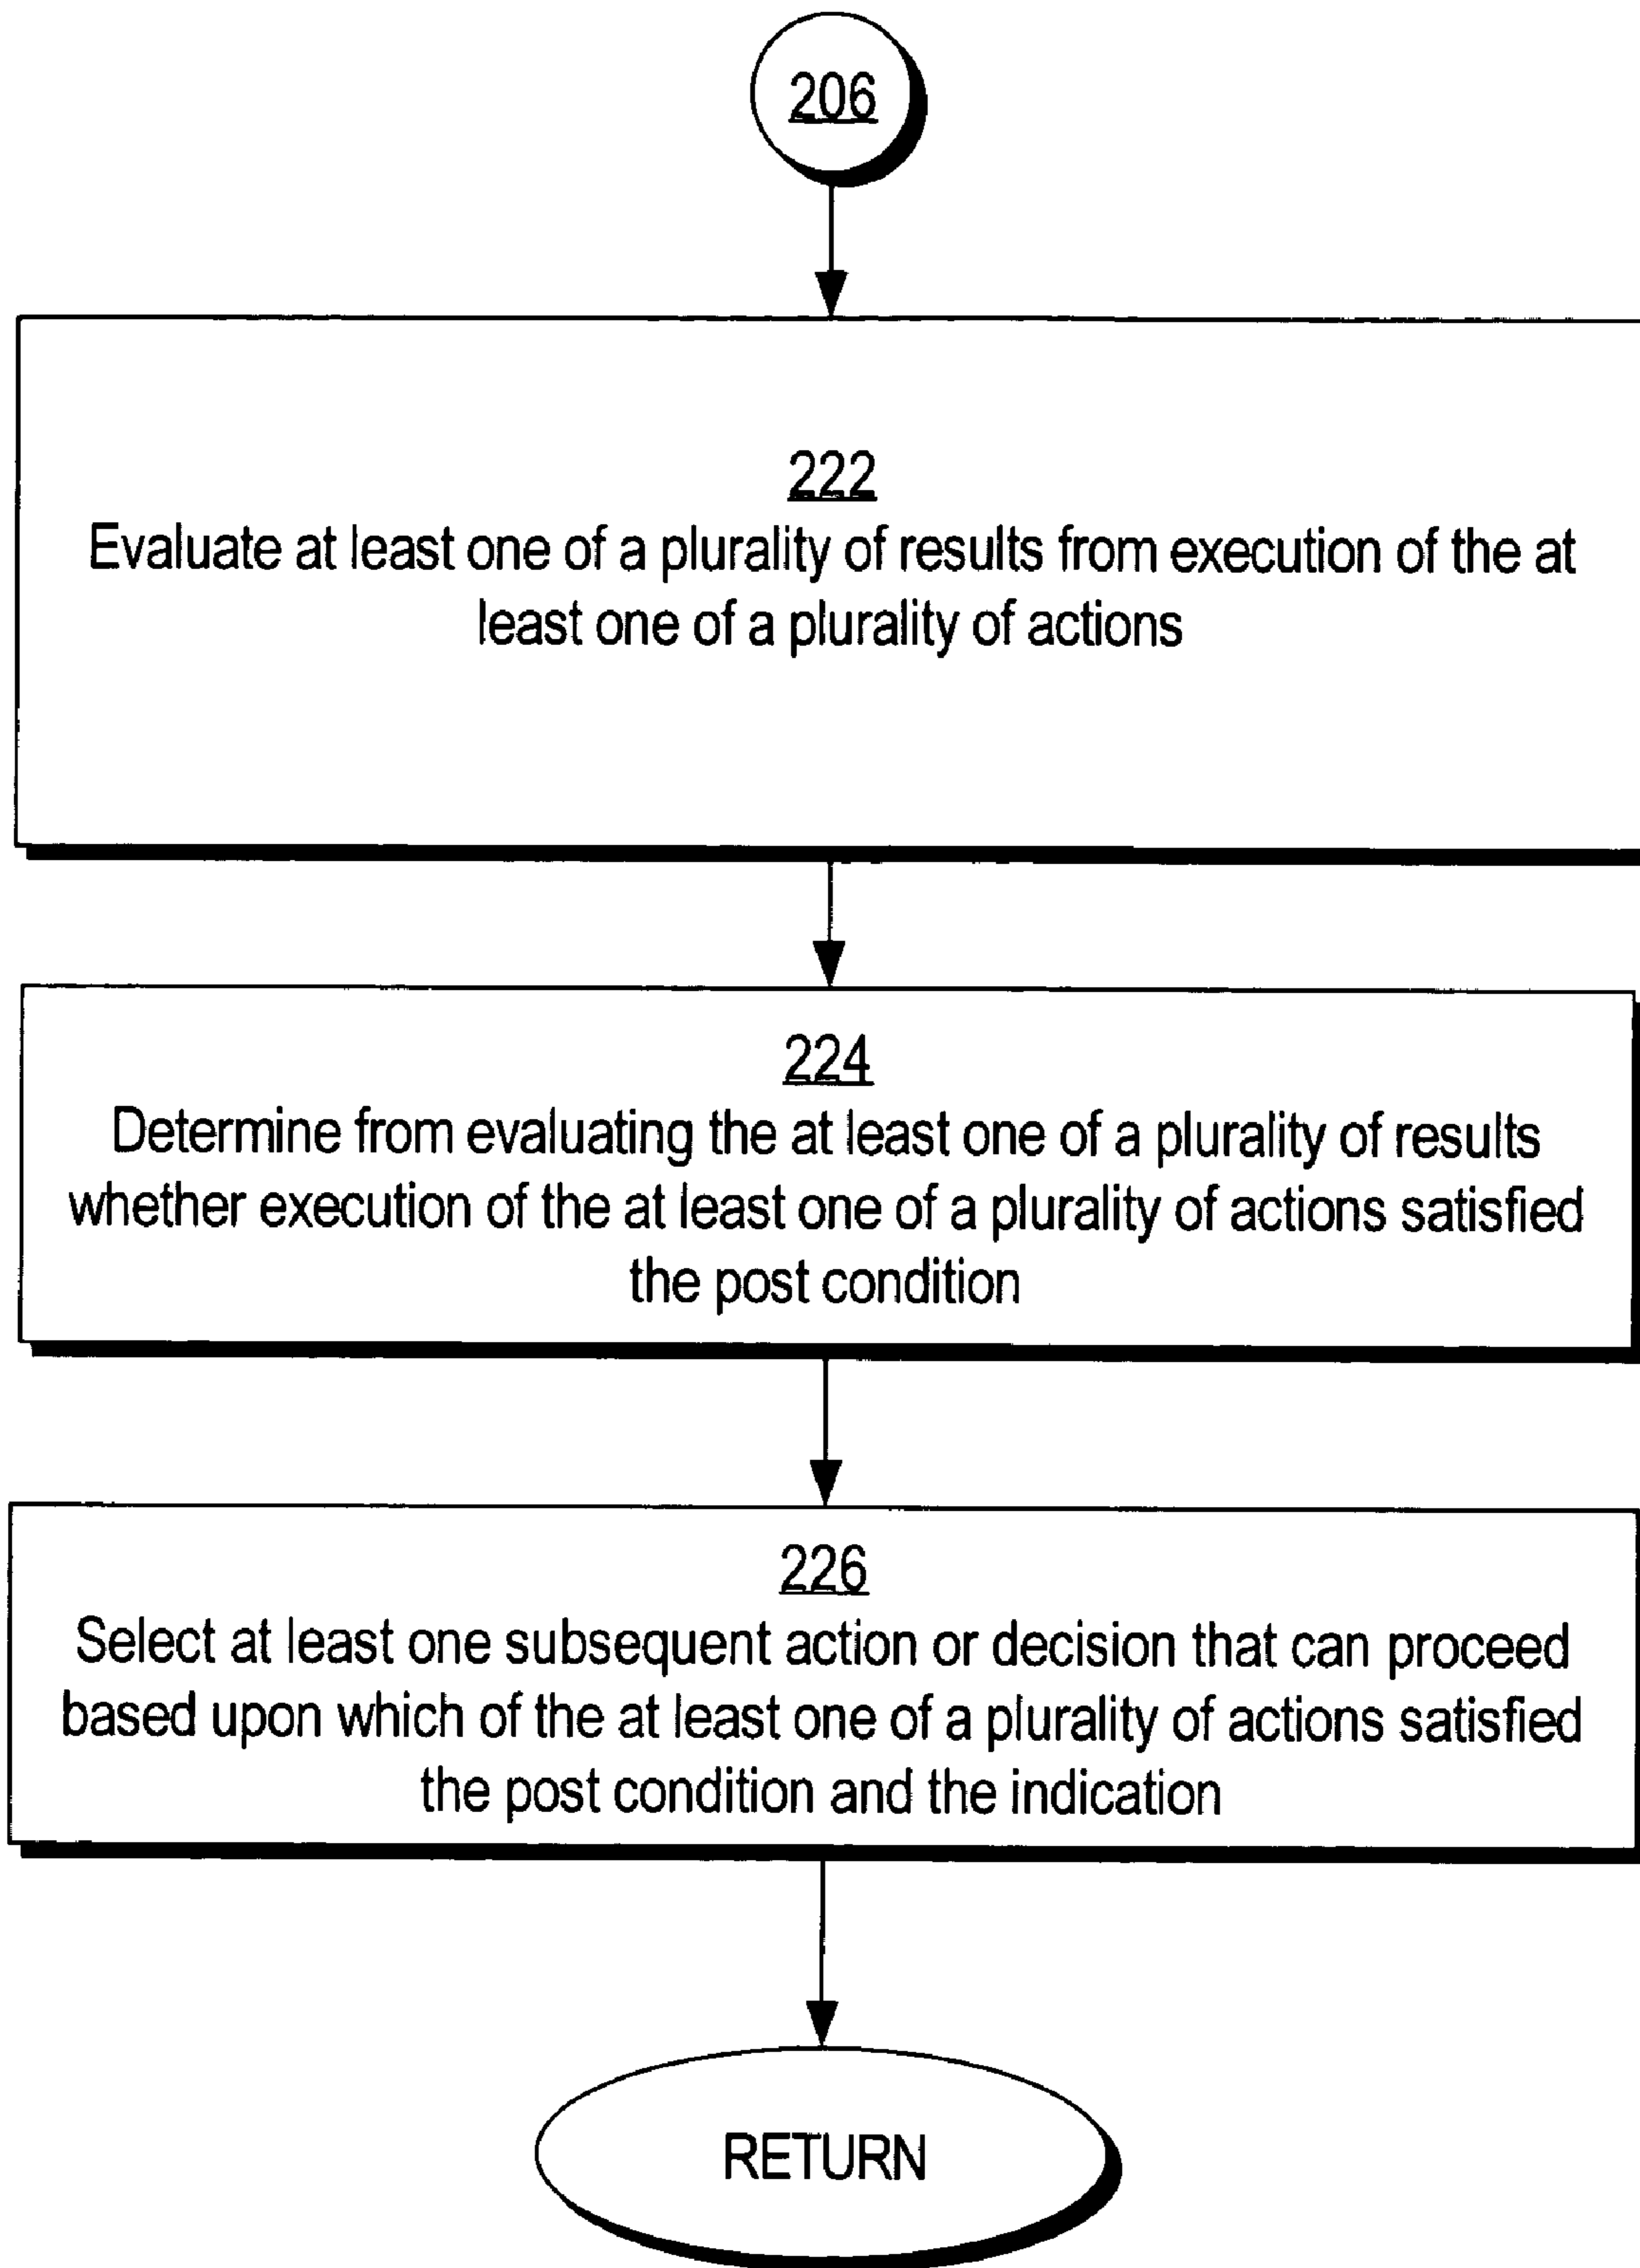 206
222
Evaluate at least one of a plurality of results from execution of the at
least one of a plurality of actions
224
Determine from evaluating the at least one of a plurality of results
whether execution of the at least one of a plurality of actions satisfied
the post condition
226
Select at least one subsequent action or decision that can proceed
based upon which of the at least one of a plurality of actions satisfied
the post condition and the indication
RETURN